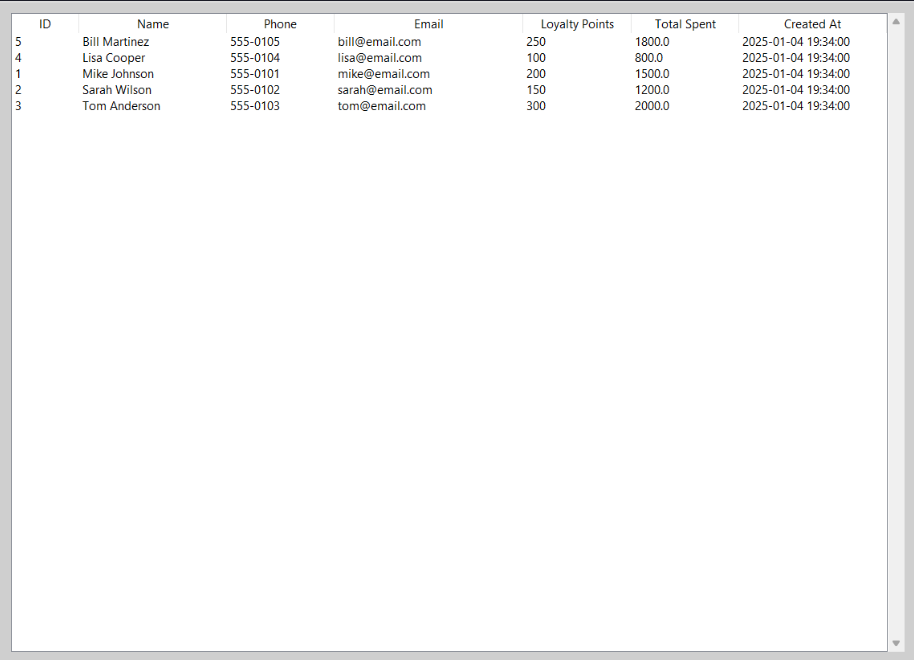 ID Name Phone Email Loyalty Points Total Spent Created At
5 Bill Martinez 555-0105 bill@email.com 250 1800.0 2025-01-04 19:34:00
4 Lisa Cooper 555-0104 lisa@email.com 100 800.0 2025-01-04 19:34:00
1 Mike Johnson 555-0101 mike@email.com 200 1500.0 2025-01-04 19:34:00
2 Sarah Wilson 555-0102 sarah@email.com 150 1200.0 2025-01-04 19:34:00
3 Tom Anderson 555-0103 tom@email.com 300 2000.0 2025-01-04 19:34:00